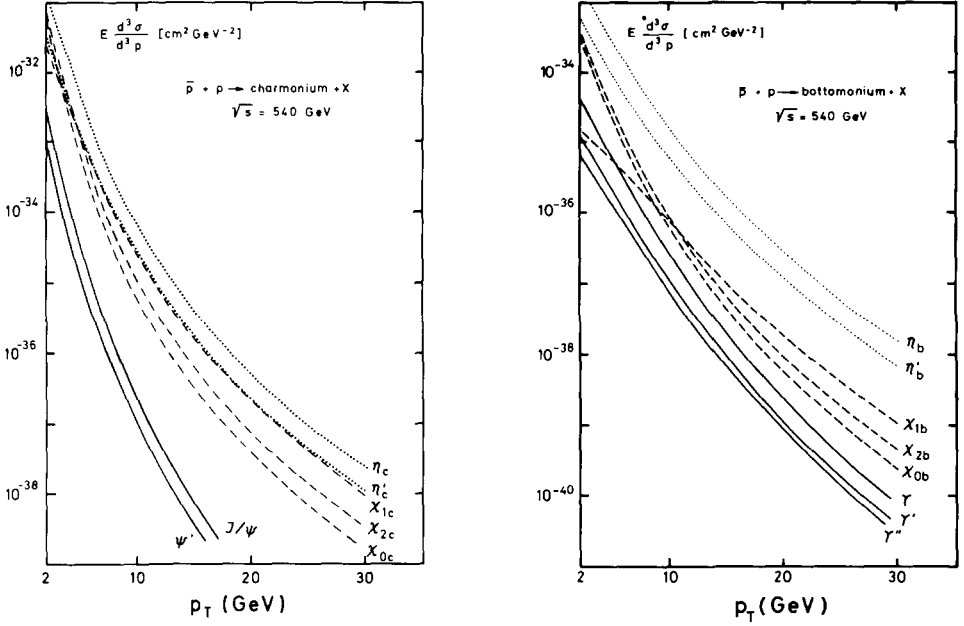 E d³σ/d³p [cm² GeV⁻²]
p̄ + p → charmonium + X
√s = 540 GeV
10⁻³²
10⁻³⁴
10⁻³⁶
10⁻³⁸
η_c
η'_c
χ_1c
χ_2c
χ_0c
J/ψ
ψ'
2
10
20
30
p_T (GeV)
E d³σ/d³p [cm² GeV⁻²]
p̄ + p → bottomonium + X
√s = 540 GeV
10⁻³⁴
10⁻³⁶
10⁻³⁸
10⁻⁴⁰
η_b
η'_b
χ_1b
χ_2b
χ_0b
ϒ
ϒ'
ϒ''
2
10
20
30
p_T (GeV)